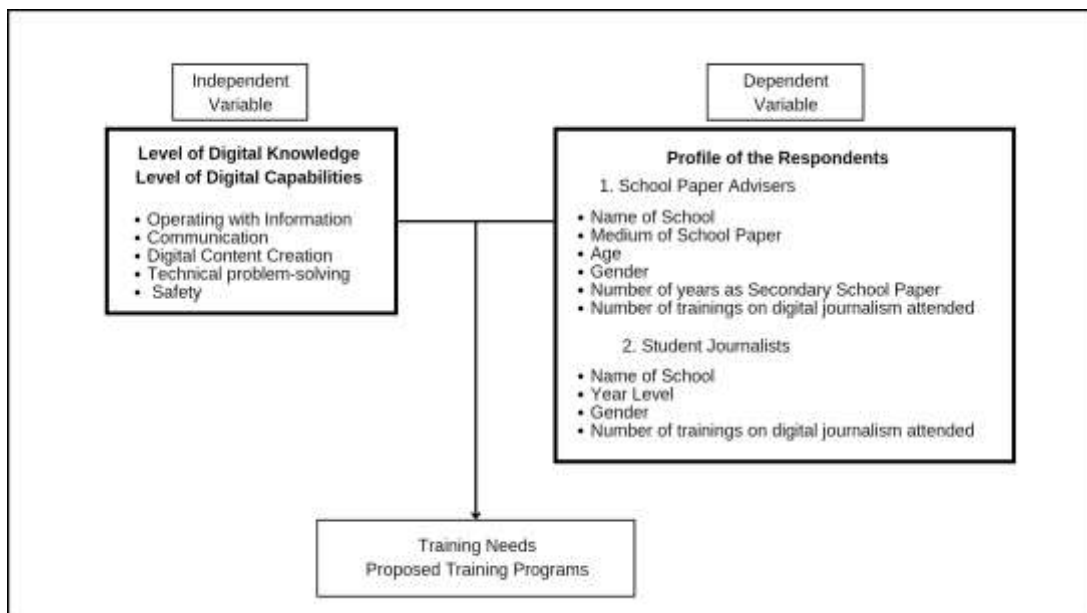 Independent
Variable
Dependent
Variable
Level of Digital Knowledge
Level of Digital Capabilities
• Operating with Information
• Communication
• Digital Content Creation
• Technical problem-solving
• Safety
Profile of the Respondents
1. School Paper Advisers
• Name of School
• Medium of School Paper
• Age
• Gender
• Number of years as Secondary School Paper
• Number of trainings on digital journalism attended
2. Student Journalists
• Name of School
• Year Level
• Gender
• Number of trainings on digital journalism attended
Training Needs
Proposed Training Programs